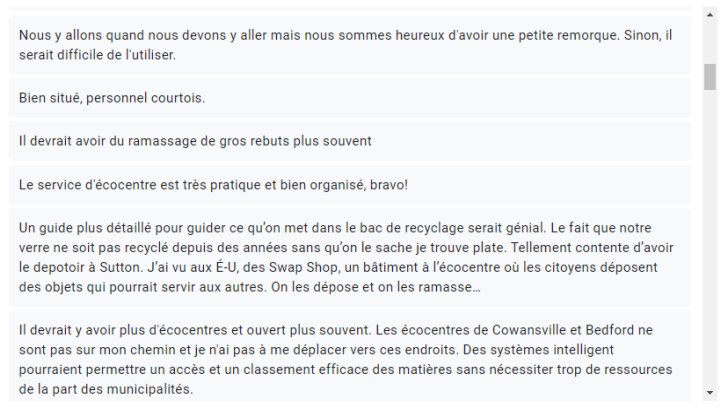 Nous y allons quand nous devons y aller mais nous sommes heureux d'avoir une petite remorque. Sinon, il
serait difficile de l'utiliser.
Bien situé, personnel courtois.
Il devrait avoir du ramassage de gros rebuts plus souvent
Le service d'écocentre est très pratique et bien organisé, bravo!
Un guide plus détaillé pour guider ce qu’on met dans le bac de recyclage serait génial. Le fait que notre
verre ne soit pas recyclé depuis des années sans qu’on le sache je trouve plate. Tellement contente d’avoir
le depotoir à Sutton. J’ai vu aux É-U, des Swap Shop, un bâtiment à l’écocentre où les citoyens déposent
des objets qui pourrait servir aux autres. On les dépose et on les ramasse…
Il devrait y avoir plus d'écocentres et ouvert plus souvent. Les écocentres de Cowansville et Bedford ne
sont pas sur mon chemin et je n'ai pas à me déplacer vers ces endroits. Des systèmes intelligent
pourraient permettre un accès et un classement efficace des matières sans nécessiter trop de ressources
de la part des municipalités.